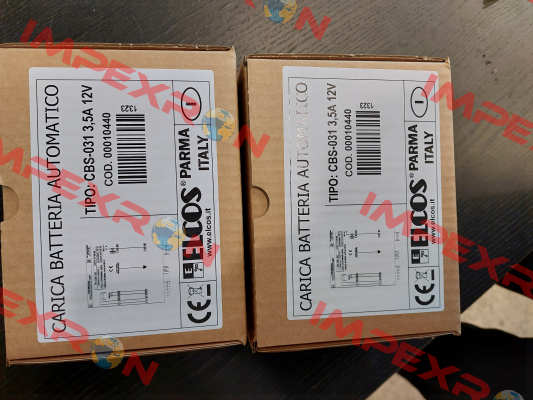 CARICA BATTERIA AUTOMATICO
TIPO: CBS-031 3,5A 12V
COD. 00010440
1323
ELCOS® PARMA
ITALY
www.elcos.it
CE
I
CARICA BATTERIA AUTOMATICO
TIPO: CBS-031 3,5A 12V
COD. 00010440
1323
ELCOS® PARMA
ITALY
www.elcos.it
CE
I
IMPEXRON
IMPEXRON
IMPEXRON
IMPEXRON